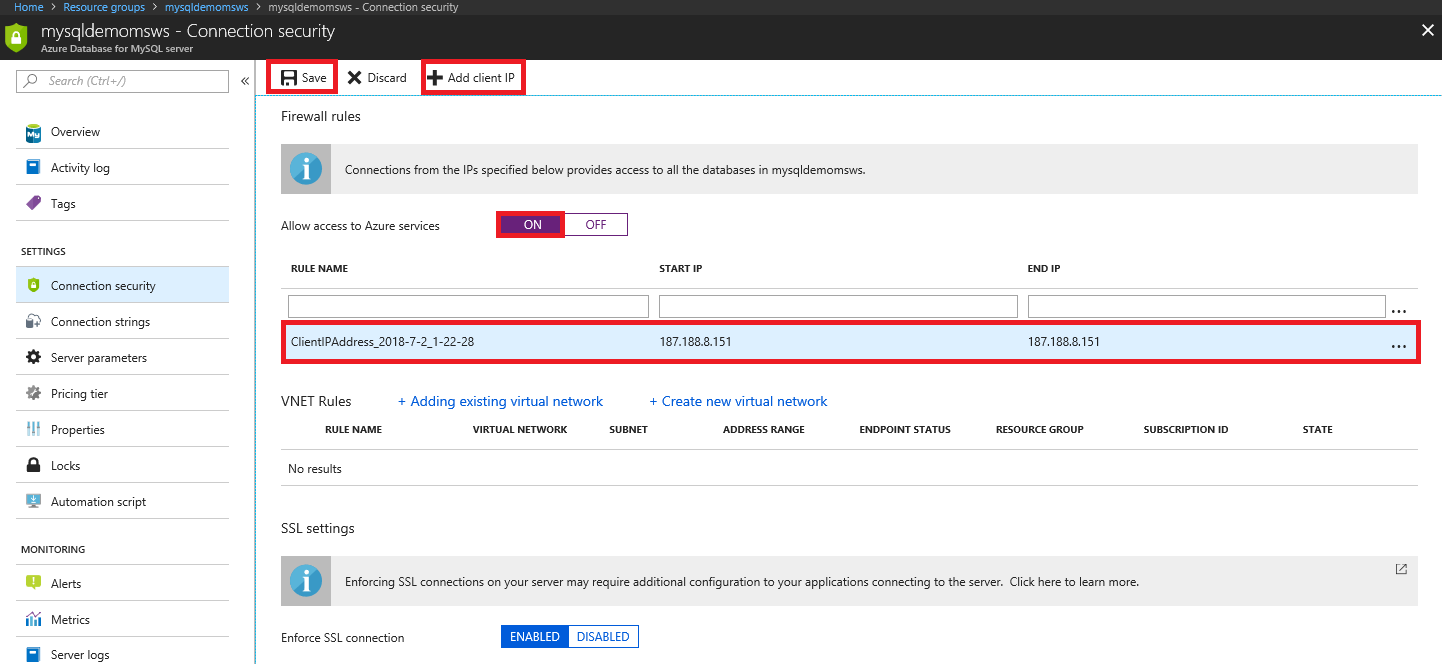 Home > Resource groups > mysqldemomsws > mysqldemomsws - Connection security
mysqldemomsws - Connection security
Azure Database for MySQL server
Search (Ctrl+/)
Overview
Activity log
Tags
SETTINGS
Connection security
Connection strings
Server parameters
Pricing tier
Properties
Locks
Automation script
MONITORING
Alerts
Metrics
Server logs
Save Discard Add client IP
Firewall rules
Connections from the IPs specified below provides access to all the databases in mysqldemomsws.
Allow access to Azure services ON OFF
RULE NAME START IP END IP
...
ClientIPAddress_2018-7-2_1-22-28 187.188.8.151 187.188.8.151 ...
VNET Rules + Adding existing virtual network + Create new virtual network
RULE NAME VIRTUAL NETWORK SUBNET ADDRESS RANGE ENDPOINT STATUS RESOURCE GROUP SUBSCRIPTION ID STATE
No results
SSL settings
Enforcing SSL connections on your server may require additional configuration to your applications connecting to the server. Click here to learn more.
Enforce SSL connection ENABLED DISABLED